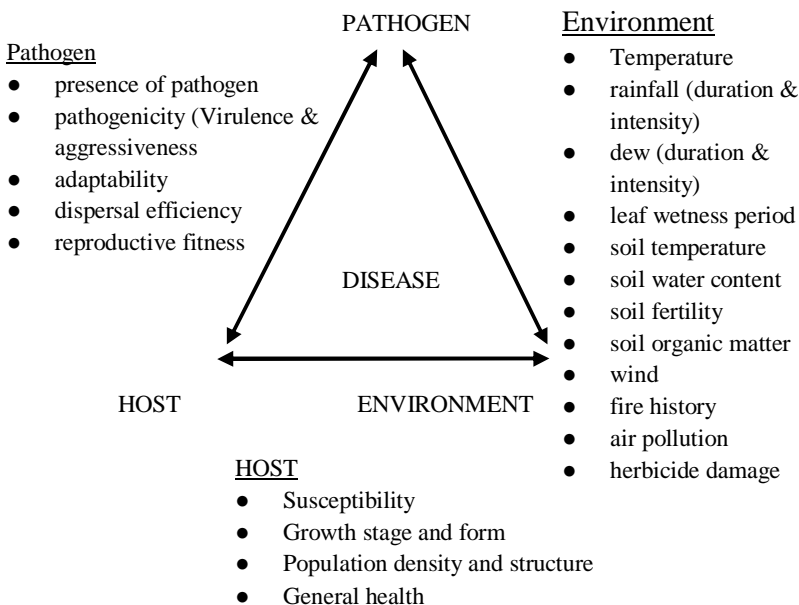 PATHOGEN
Pathogen
● presence of pathogen
● pathogenicity (Virulence &
aggressiveness
● adaptability
● dispersal efficiency
● reproductive fitness
Environment
● Temperature
● rainfall (duration &
intensity)
● dew (duration &
intensity)
● leaf wetness period
● soil temperature
● soil water content
● soil fertility
● soil organic matter
● wind
● fire history
● air pollution
● herbicide damage
DISEASE
HOST
ENVIRONMENT
HOST
● Susceptibility
● Growth stage and form
● Population density and structure
● General health